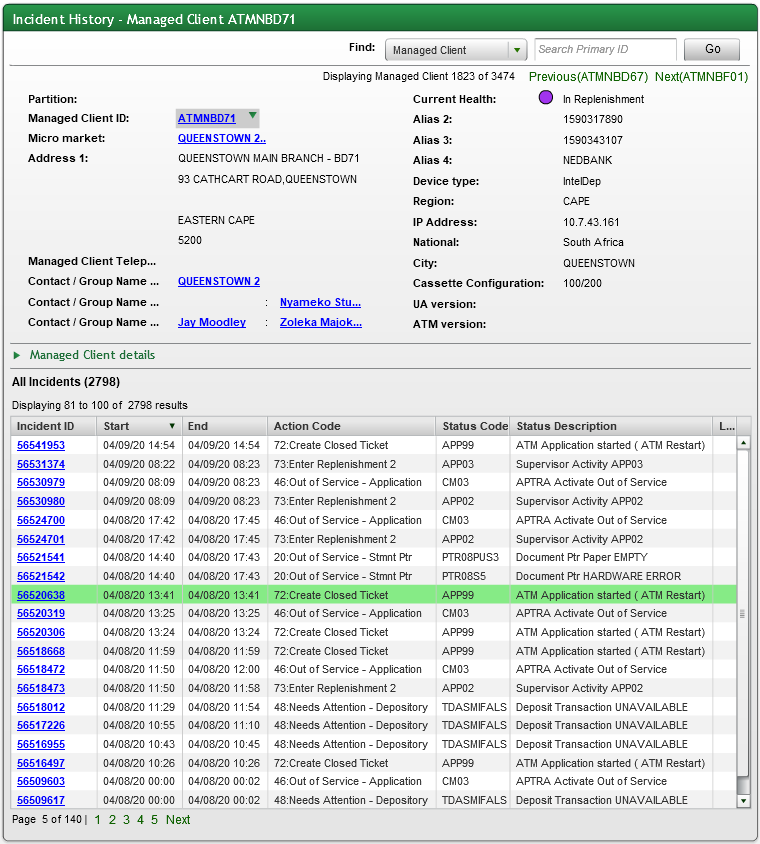 Incident History - Managed Client ATMNBD71
Find: Managed Client Search Primary ID Go
Displaying Managed Client 1823 of 3474 Previous(ATMNBD67) Next(ATMNBF01)
Partition: Current Health: In Replenishment
Managed Client ID: ATMNBD71 Alias 2: 1590317890
Micro market: QUEENSTOWN 2.. Alias 3: 1590343107
Address 1: QUEENSTOWN MAIN BRANCH - BD71 Alias 4: NEDBANK
93 CATHCART ROAD,QUEENSTOWN Device type: IntelDep
Region: CAPE
EASTERN CAPE IP Address: 10.7.43.161
5200 National: South Africa
Managed Client Telep... City: QUEENSTOWN
Contact / Group Name ... QUEENSTOWN 2 Cassette Configuration: 100/200
Contact / Group Name ... : Nyameko Stu... UA version:
Contact / Group Name ... Jay Moodley : Zoleka Majok... ATM version:
Managed Client details
All Incidents (2798)
Displaying 81 to 100 of 2798 results
Incident ID Start End Action Code Status Code Status Description L...
56541953 04/09/20 14:54 04/09/20 14:54 72:Create Closed Ticket APP99 ATM Application started ( ATM Restart)
56531374 04/09/20 08:22 04/09/20 08:23 73:Enter Replenishment 2 APP03 Supervisor Activity APP03
56530979 04/09/20 08:09 04/09/20 08:23 46:Out of Service - Application CM03 APTRA Activate Out of Service
56530980 04/09/20 08:09 04/09/20 08:23 73:Enter Replenishment 2 APP02 Supervisor Activity APP02
56524700 04/08/20 17:42 04/08/20 17:45 46:Out of Service - Application CM03 APTRA Activate Out of Service
56524701 04/08/20 17:42 04/08/20 17:45 73:Enter Replenishment 2 APP02 Supervisor Activity APP02
56521541 04/08/20 14:40 04/08/20 17:43 20:Out of Service - Stmnt Ptr PTR08PUS3 Document Ptr Paper EMPTY
56521542 04/08/20 14:40 04/08/20 17:43 20:Out of Service - Stmnt Ptr PTR08S5 Document Ptr HARDWARE ERROR
56520638 04/08/20 13:41 04/08/20 13:41 72:Create Closed Ticket APP99 ATM Application started ( ATM Restart)
56520319 04/08/20 13:25 04/08/20 13:25 46:Out of Service - Application CM03 APTRA Activate Out of Service
56520306 04/08/20 13:24 04/08/20 13:24 72:Create Closed Ticket APP99 ATM Application started ( ATM Restart)
56518668 04/08/20 11:59 04/08/20 11:59 72:Create Closed Ticket APP99 ATM Application started ( ATM Restart)
56518472 04/08/20 11:50 04/08/20 12:00 46:Out of Service - Application CM03 APTRA Activate Out of Service
56518473 04/08/20 11:50 04/08/20 11:58 73:Enter Replenishment 2 APP02 Supervisor Activity APP02
56518012 04/08/20 11:29 04/08/20 11:54 48:Needs Attention - Depository TDASMIFALS Deposit Transaction UNAVAILABLE
56517226 04/08/20 10:55 04/08/20 11:10 48:Needs Attention - Depository TDASMIFALS Deposit Transaction UNAVAILABLE
56516955 04/08/20 10:43 04/08/20 10:45 48:Needs Attention - Depository TDASMIFALS Deposit Transaction UNAVAILABLE
56516497 04/08/20 10:26 04/08/20 10:26 72:Create Closed Ticket APP99 ATM Application started ( ATM Restart)
56509603 04/08/20 00:00 04/08/20 00:02 46:Out of Service - Application CM03 APTRA Activate Out of Service
56509617 04/08/20 00:00 04/08/20 00:02 48:Needs Attention - Depository TDASMIFALS Deposit Transaction UNAVAILABLE
Page 5 of 140 | 1 2 3 4 5 Next